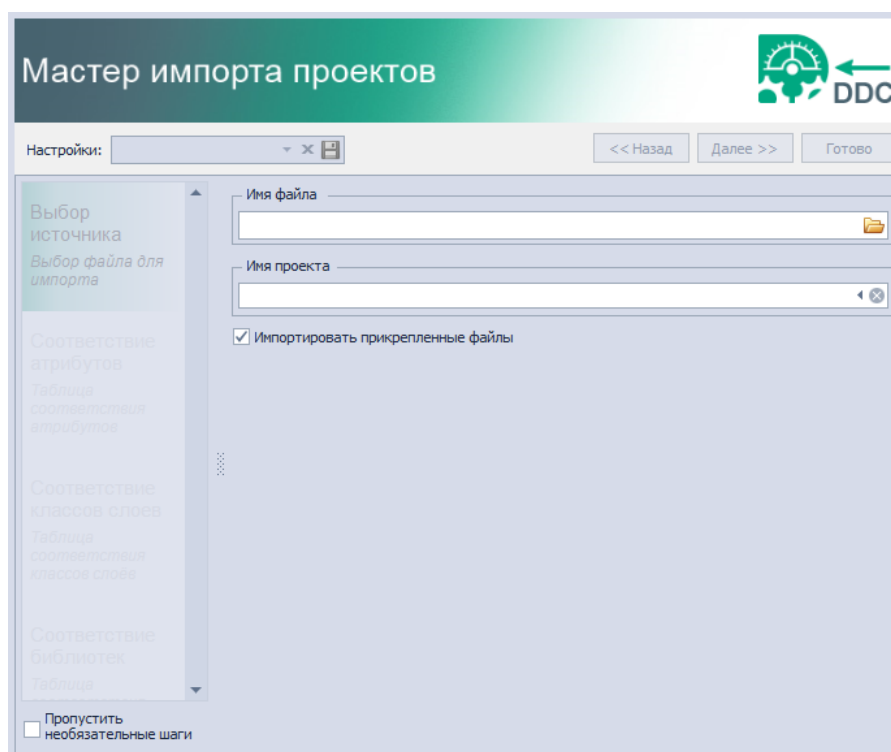 Мастер импорта проектов
DDC
Настройки:
<< Назад
Далее >>
Готово
Выбор
источника
Выбор файла для
импорта
Соответствие
атрибутов
Таблица
соответствия
атрибутов
Соответствие
классов слоев
Таблица
соответствия
классов слоёв
Соответствие
библиотек
Таблица
Пропустить
необязательные шаги
Имя файла
Имя проекта
Импортировать прикрепленные файлы